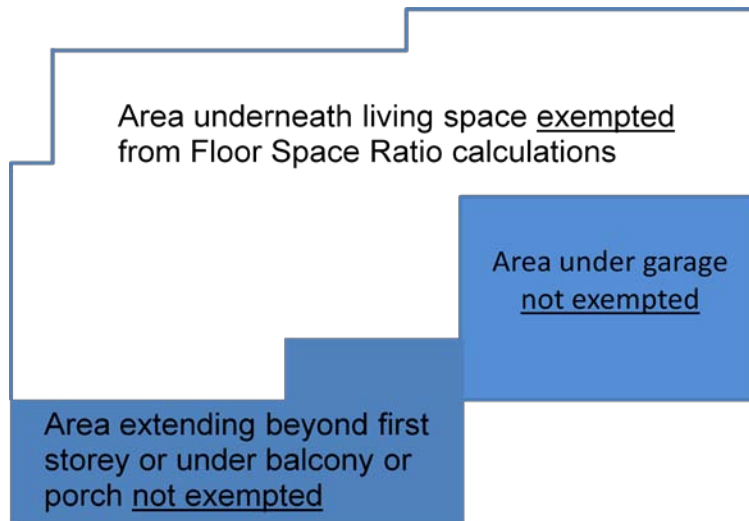 Area underneath living space exempted
from Floor Space Ratio calculations
Area under garage
not exempted
Area extending beyond first
storey or under balcony or
porch not exempted